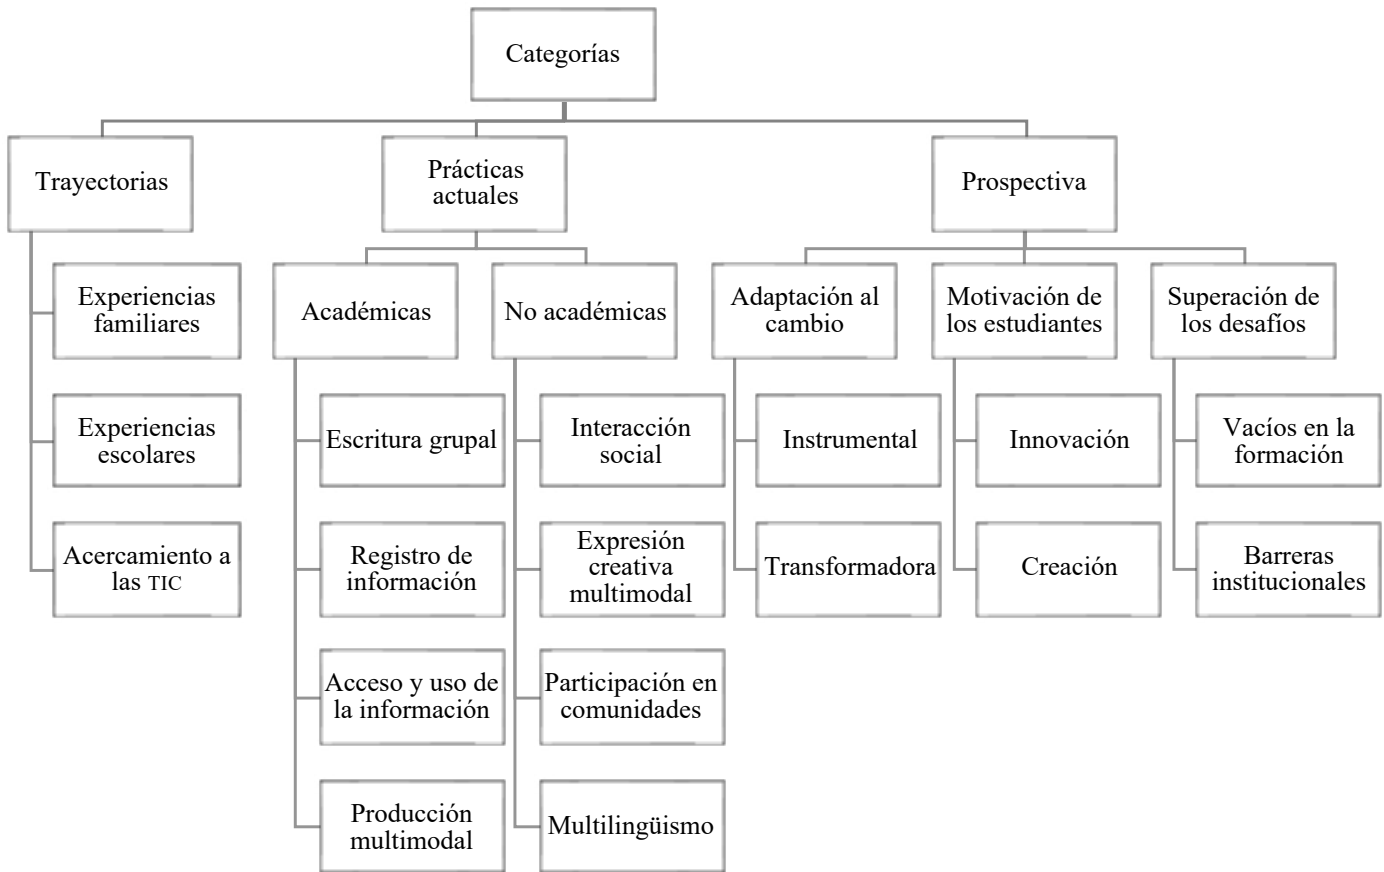 Categorías
Trayectorias
Prácticas
actuales
Prospectiva
Experiencias
familiares
Experiencias
escolares
Acercamiento a
las TIC
Académicas
Escritura grupal
Registro de
información
Acceso y uso de
la información
Producción
multimodal
No académicas
Interacción
social
Expresión
creativa
multimodal
Participación en
comunidades
Multilingüismo
Adaptación al
cambio
Instrumental
Transformadora
Motivación de
los estudiantes
Innovación
Creación
Superación de
los desafíos
Vacíos en la
formación
Barreras
institucionales